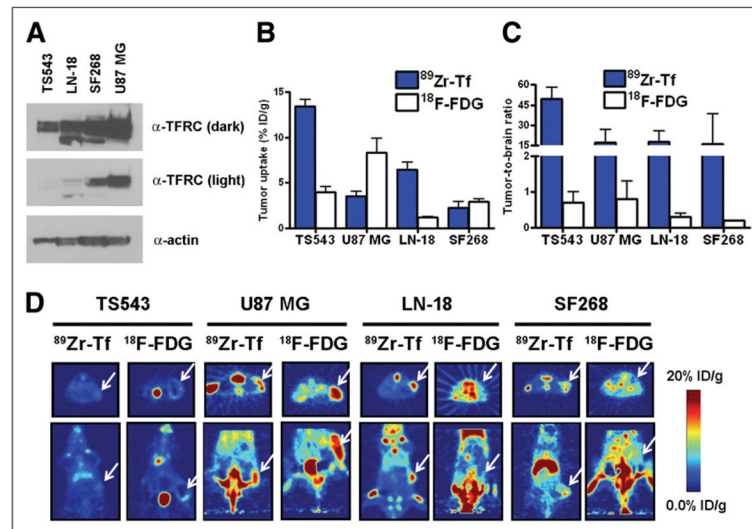 A
TS543
LN-18
SF268
U87 MG
α-TFRC (dark)
α-TFRC (light)
α-actin
B
⁸⁹Zr-Tf
¹⁸F-FDG
Tumor uptake (% ID/g)
15
10
5
0
TS543 U87 MG LN-18 SF268
C
⁸⁹Zr-Tf
¹⁸F-FDG
Tumor-to-brain ratio
60
45
30
15
2
1
0
TS543 U87 MG LN-18 SF268
D
TS543 U87 MG LN-18 SF268
⁸⁹Zr-Tf ¹⁸F-FDG ⁸⁹Zr-Tf ¹⁸F-FDG ⁸⁹Zr-Tf ¹⁸F-FDG ⁸⁹Zr-Tf ¹⁸F-FDG
20% ID/g
0.0% ID/g